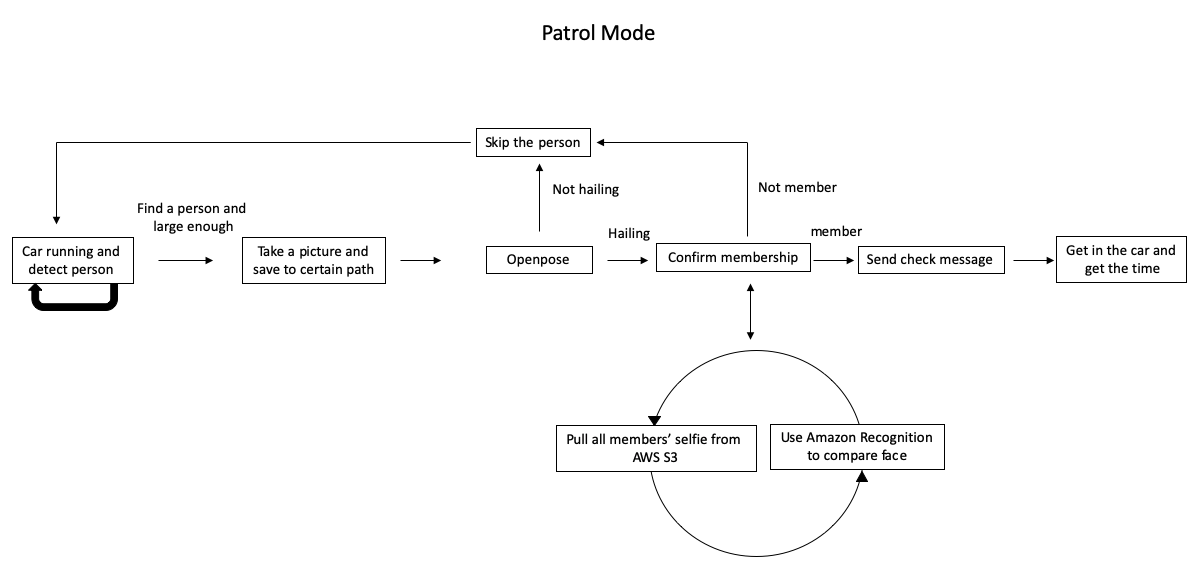 Patrol Mode
Skip the person
Not hailing
Not member
Find a person and
large enough
Hailing
member
Car running and
detect person
Take a picture and
save to certain path
Openpose
Confirm membership
Send check message
Get in the car and
get the time
Pull all members’ selfie from
AWS S3
Use Amazon Recognition
to compare face